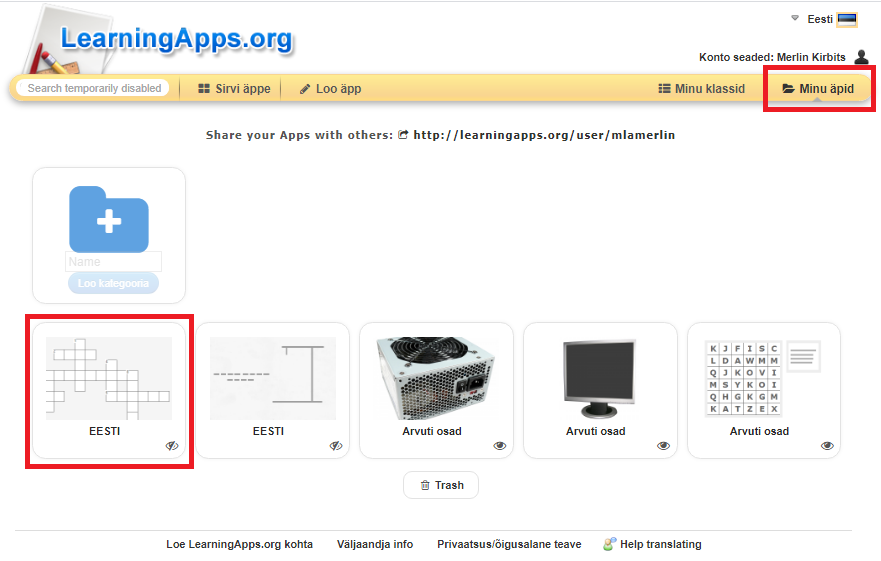 LearningApps.org
Eesti
Konto seaded: Merlin Kirbits
Search temporarily disabled
Sirvi äppe
Loo äpp
Minu klassid
Minu äpid
Share your Apps with others: http://learningapps.org/user/mlamerlin
Name
Loo kategooria
EESTI
EESTI
Arvuti osad
Arvuti osad
K J F I S C
L D A W M M
Q J K O V I
M S Y K O I
Q H G K G M
K A T Z E X
Arvuti osad
Trash
Loe LearningApps.org kohta
Väljaandja info
Privaatsus/õigusalane teave
Help translating